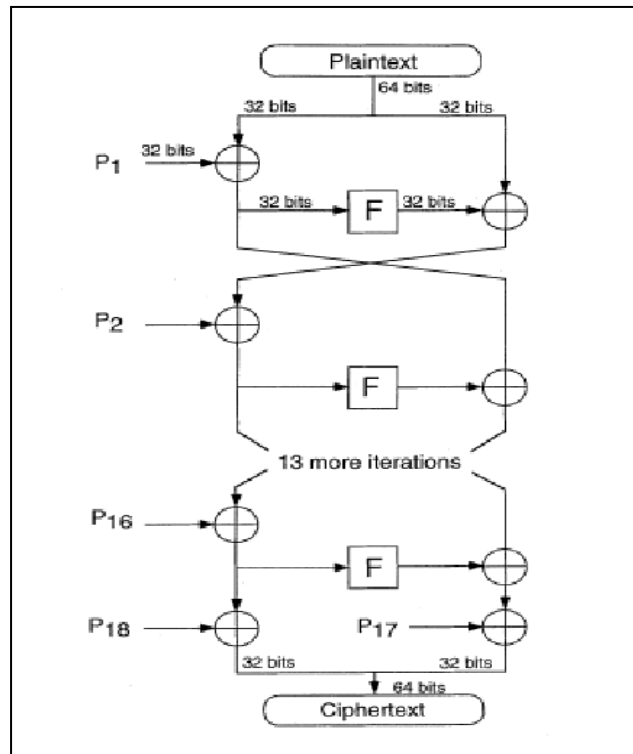 Plaintext
64 bits
32 bits 32 bits
P1 32 bits
32 bits F 32 bits
P2
F
13 more iterations
P16
F
P18 P17
32 bits 32 bits
64 bits
Ciphertext